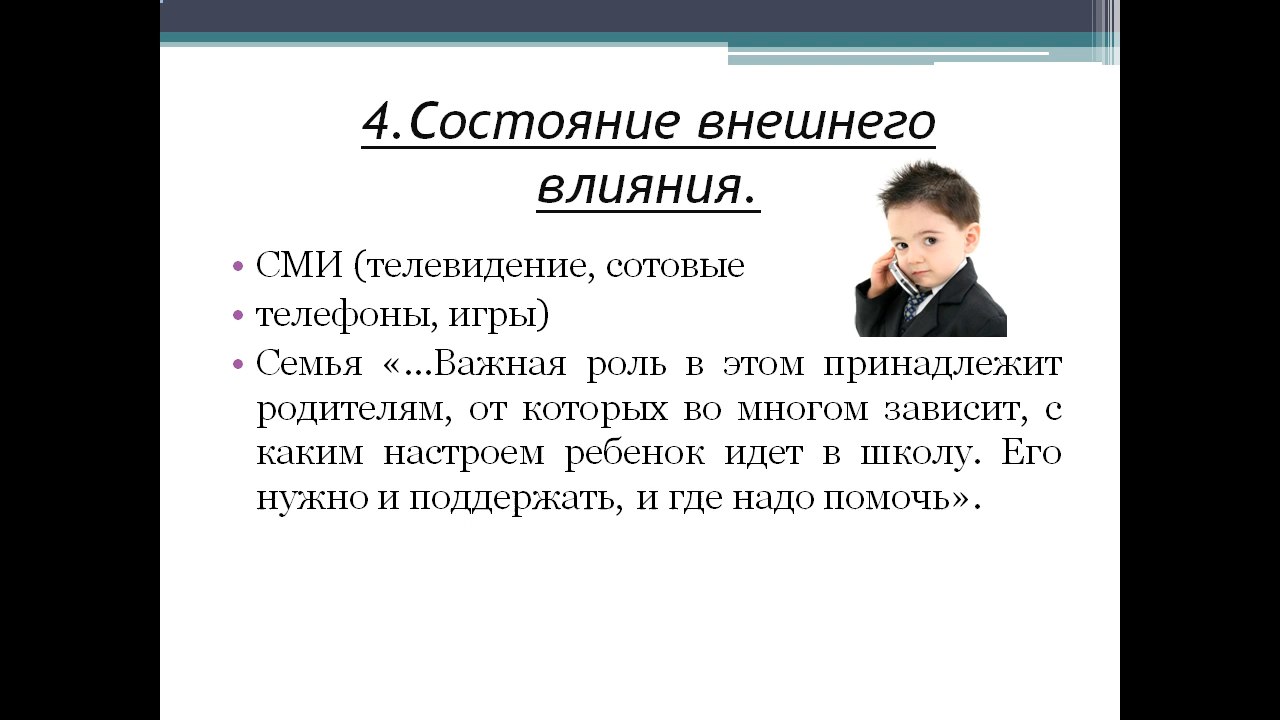 4.Состояние внешнего
влияния.
• СМИ (телевидение, сотовые
• телефоны, игры)
• Семья «…Важная роль в этом принадлежит
родителям, от которых во многом зависит, с
каким настроем ребенок идет в школу. Его
нужно и поддержать, и где надо помочь».